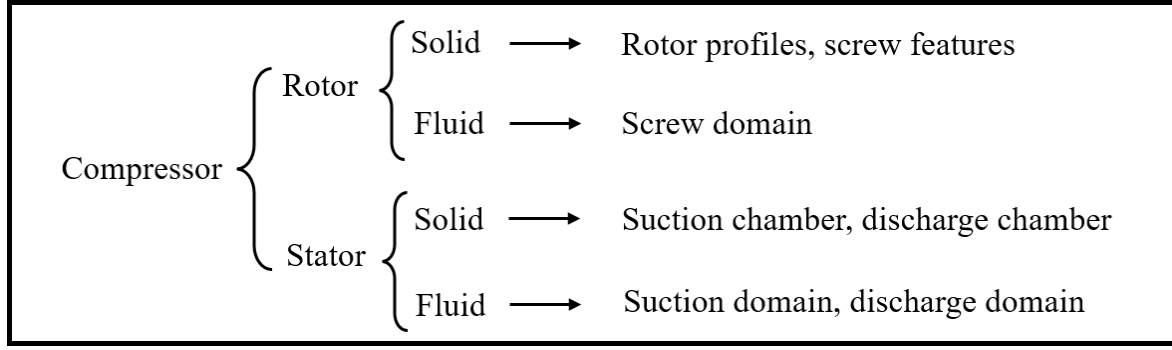 Solid
Rotor profiles, screw features
Rotor
Fluid
Screw domain
Compressor
Solid
Suction chamber, discharge chamber
Stator
Fluid
Suction domain, discharge domain